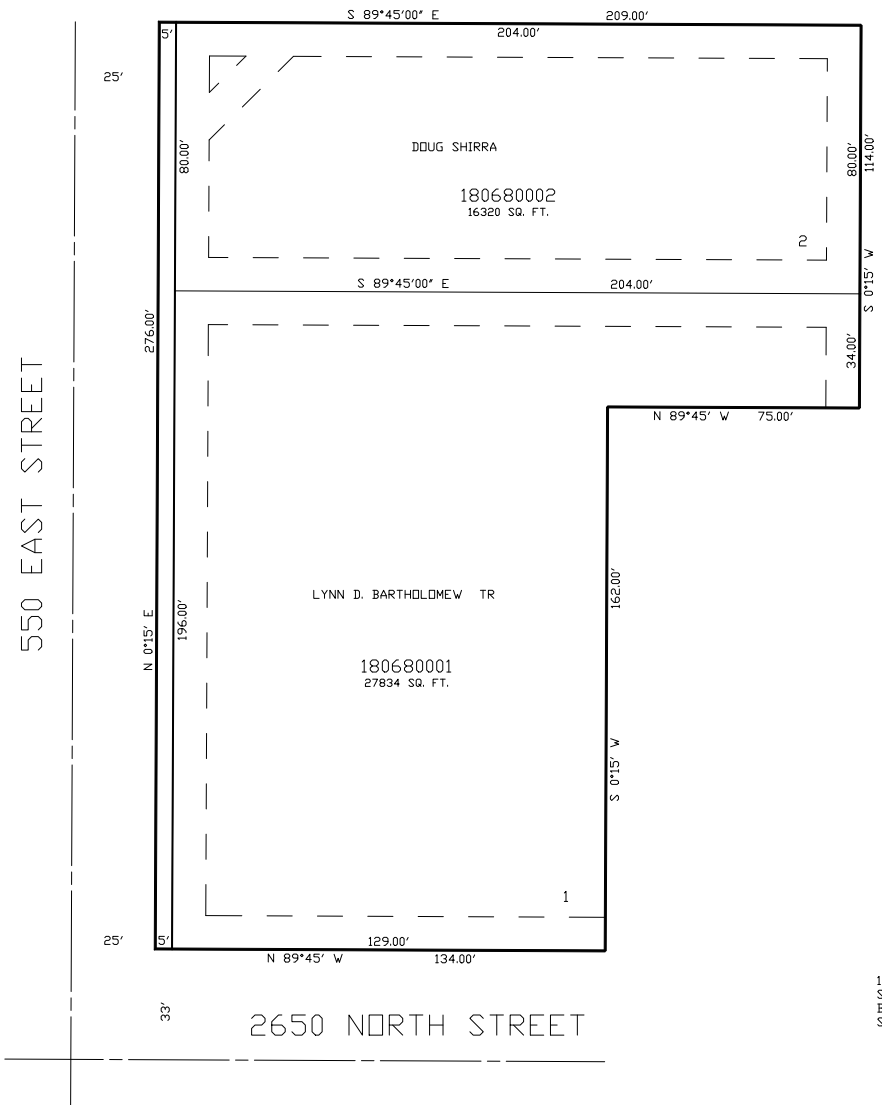 S 89°45'00" E 209.00'
5' 204.00'
25'
DOUG SHIRRA
80.00'
80.00'
114.00'
180680002
16320 SQ. FT.
2
S 0°15' W
S 89°45'00" E 204.00'
276.00'
34.00'
N 89°45' W 75.00'
550 EAST STREET
LYNN D. BARTHOLOMEW TR
162.00'
N 0°15' E
196.00'
180680001
27834 SQ. FT.
S 0°15' W
1
25' 5' 129.00'
N 89°45' W 134.00'
33'
2650 NORTH STREET
1
S
B
S